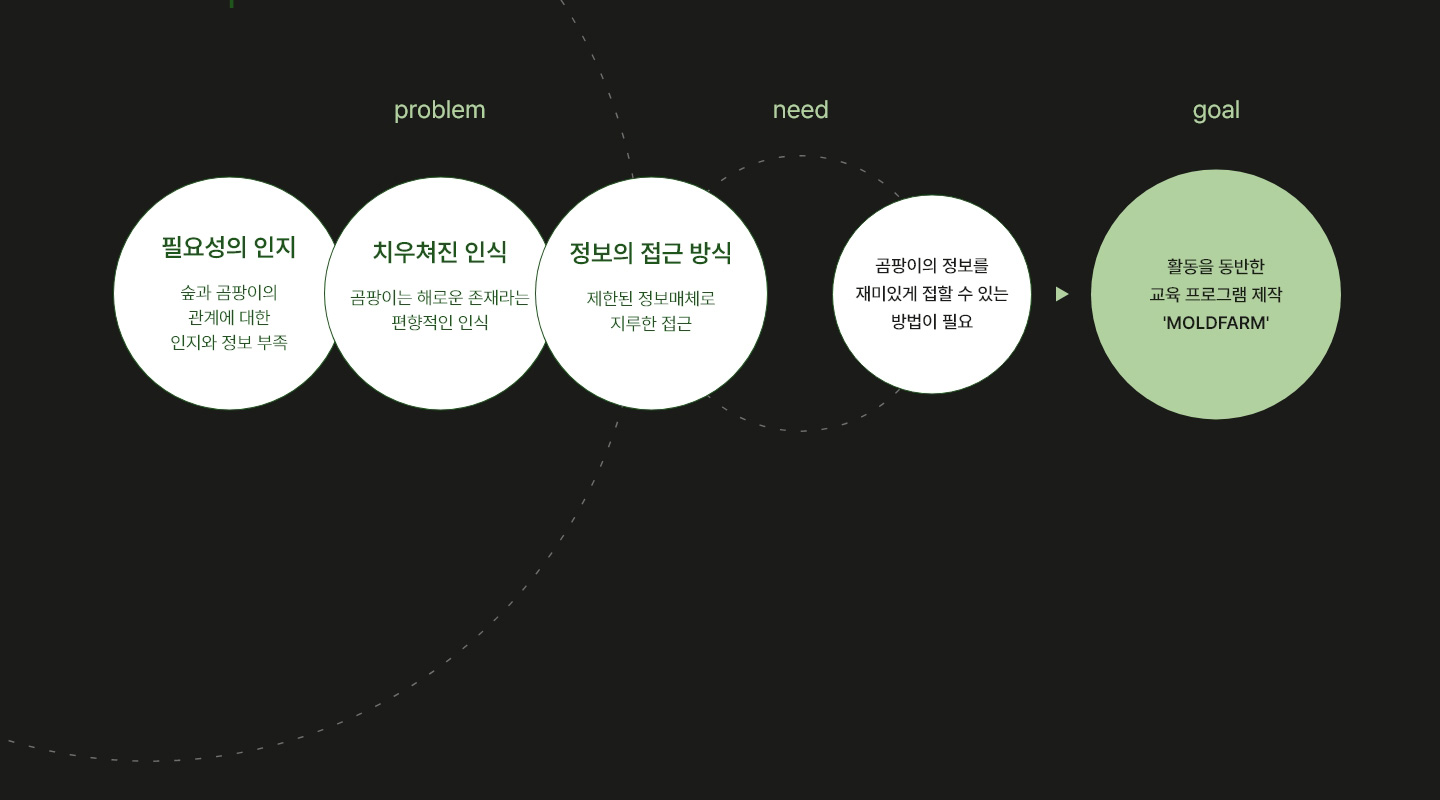 problem
need
goal
필요성의 인지
숲과 곰팡이의
관계에 대한
인지와 정보 부족
치우쳐진 인식
곰팡이는 해로운 존재라는
편향적인 인식
정보의 접근 방식
제한된 정보매체로
지루한 접근
곰팡이의 정보를
재미있게 접할 수 있는
방법이 필요
활동을 동반한
교육 프로그램 제작
'MOLDFARM'